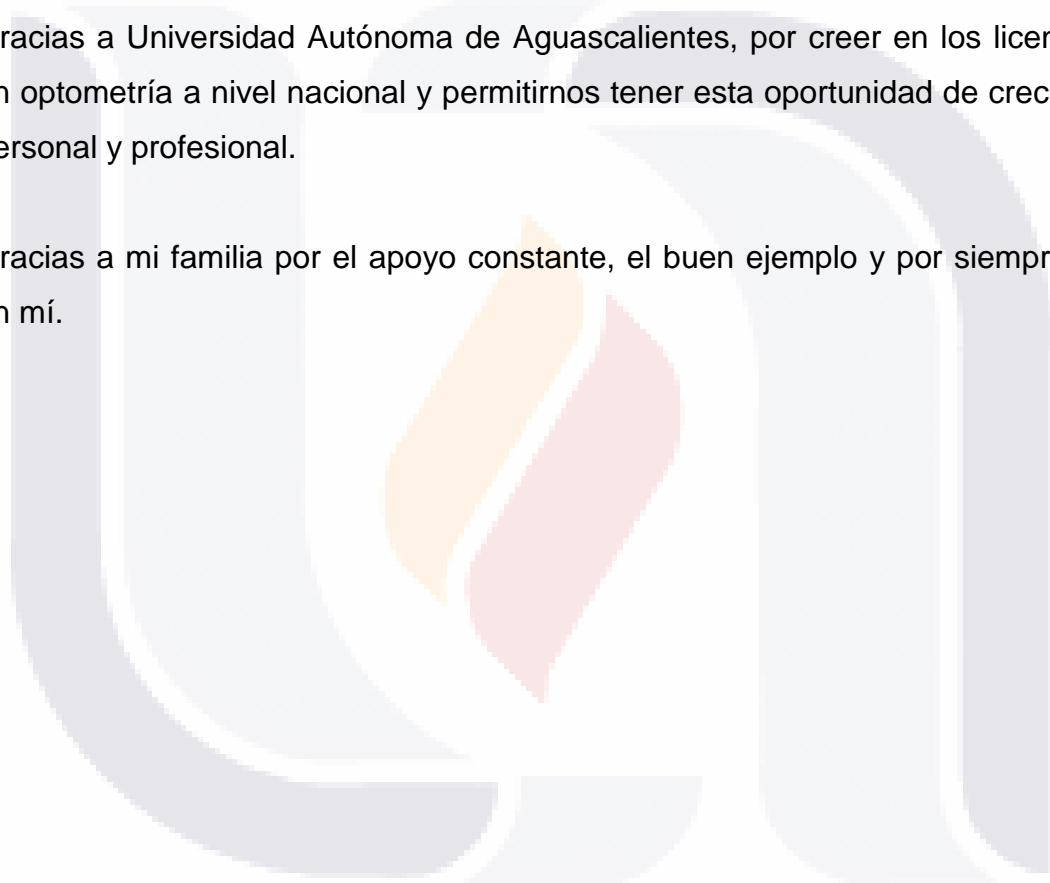 racias a Universidad Autónoma de Aguascalientes, por creer en los licen
n optometría a nivel nacional y permitirnos tener esta oportunidad de crec
ersonal y profesional.
racias a mi familia por el apoyo constante, el buen ejemplo y por siempr
n mí.